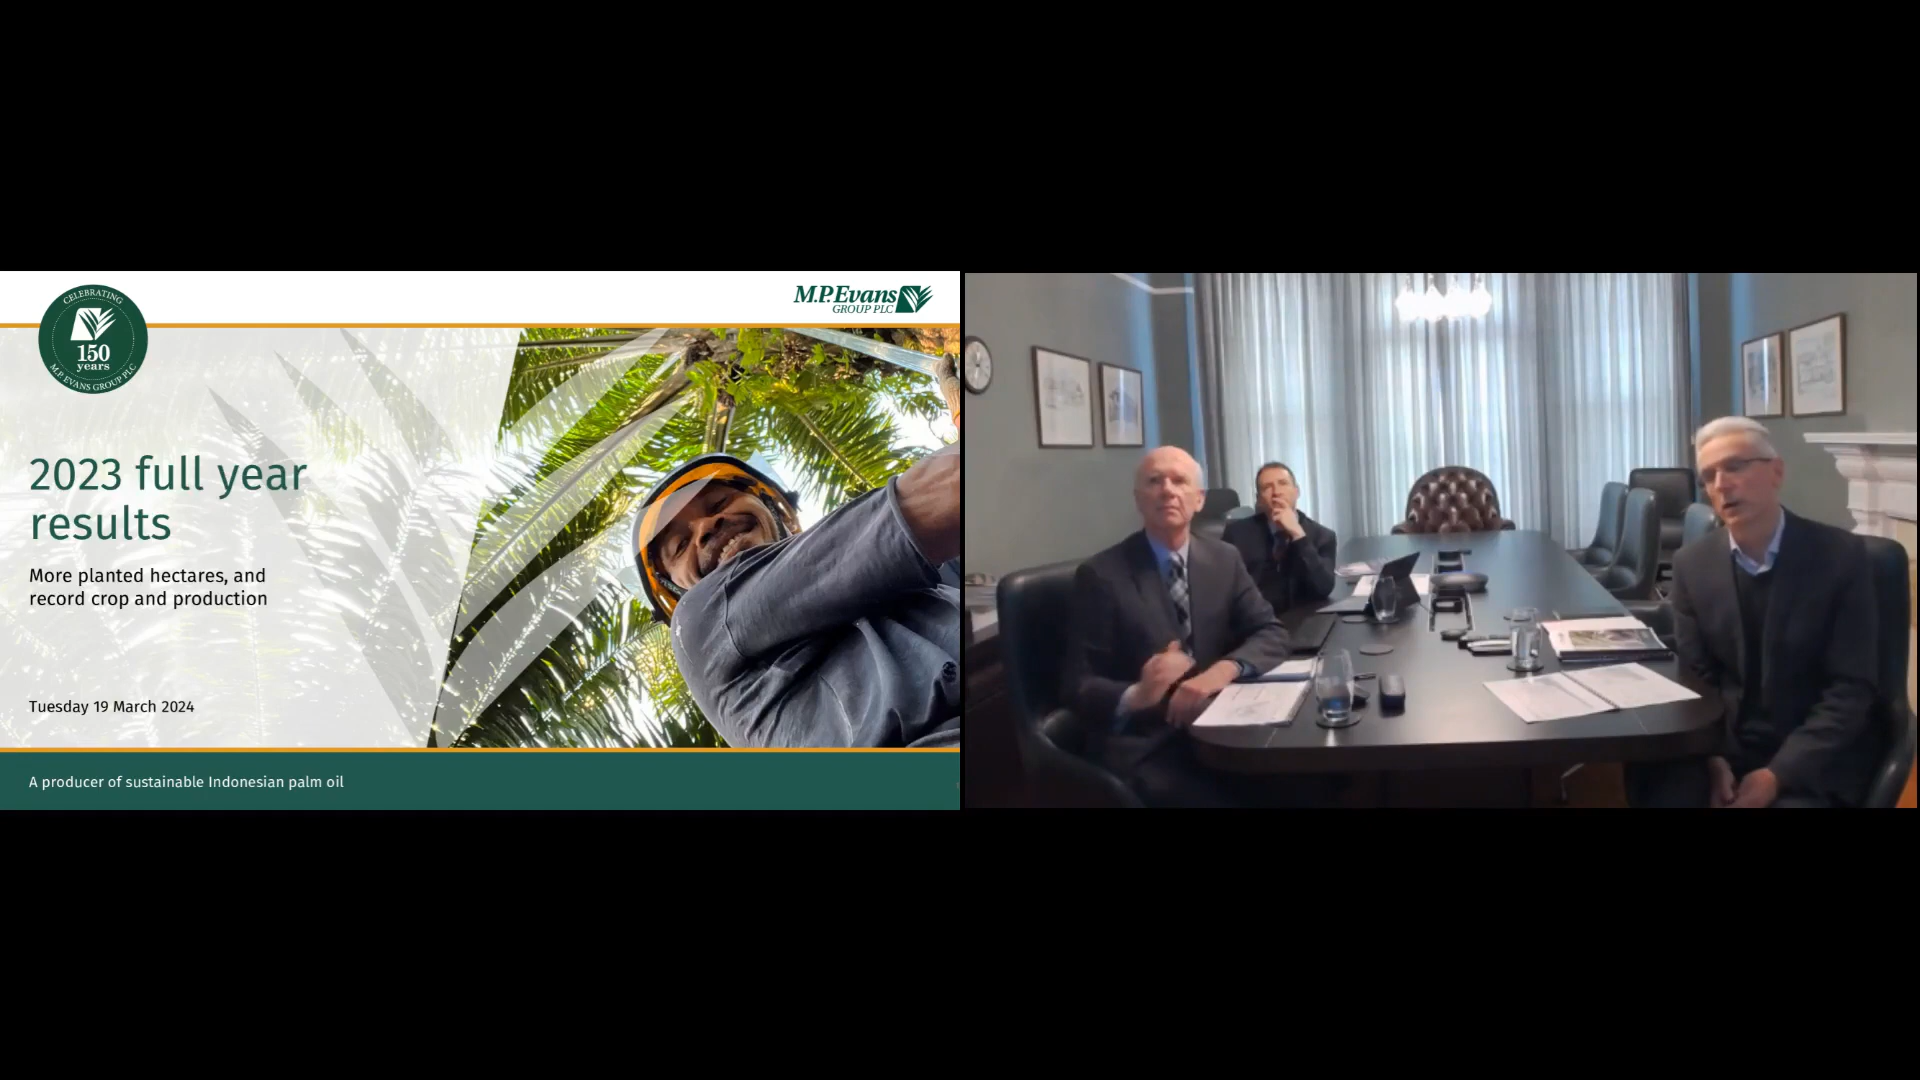 CELEBRATING
150
years
M.P. EVANS GROUP PLC
M.P.Evans
GROUP PLC
2023 full year
results
More planted hectares, and
record crop and production
Tuesday 19 March 2024
A producer of sustainable Indonesian palm oil